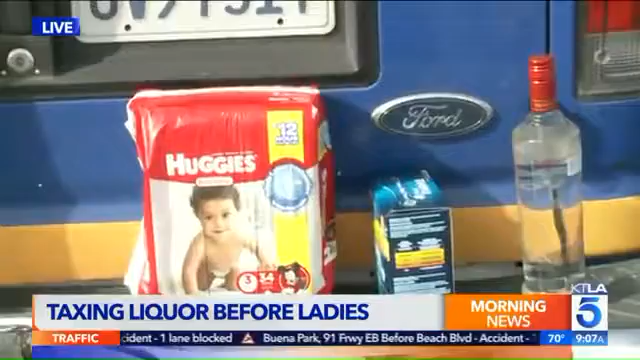 LIVE
HUGGIES
12
Ford
3 34
TAXING LIQUOR BEFORE LADIES
MORNING NEWS
KTLA 5
TRAFFIC cident - 1 lane blocked Buena Park, 91 Frwy EB Before Beach Blvd - Accident - 70° 9:07A